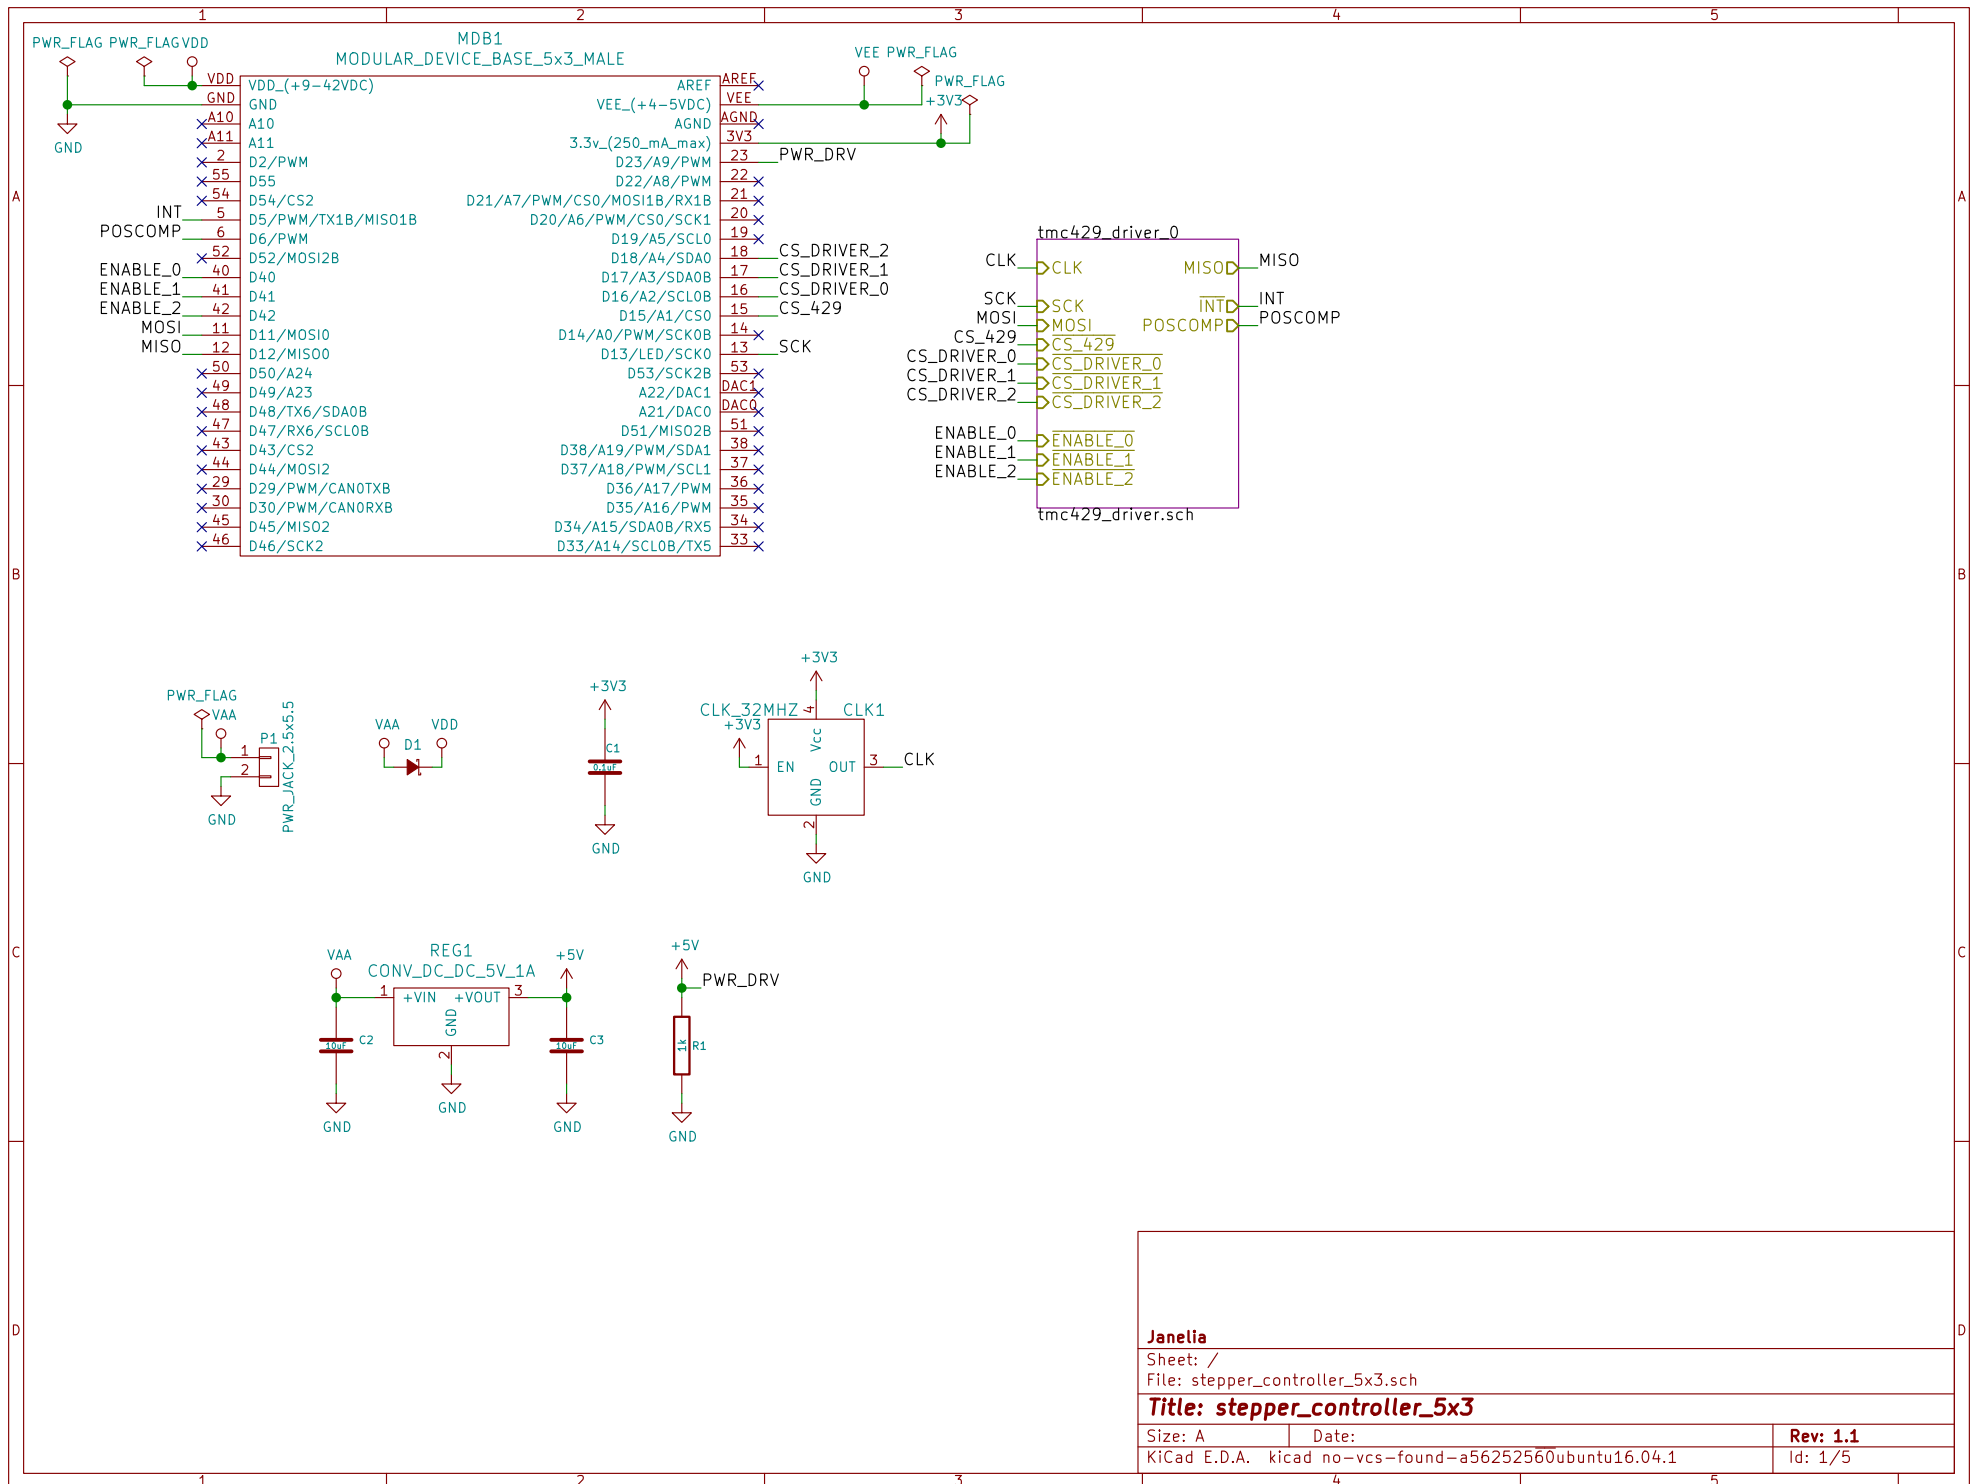 1 2 3 4 5
PWR_FLAG PWR_FLAG VDD
MDB1
MODULAR_DEVICE_BASE_5x3_MALE
VEE PWR_FLAG
PWR_FLAG
+3V3
GND
VDD VDD_(+9-42VDC)
GND GND
A10 A10
A11 A11
2 D2/PWM
55 D55
54 D54/CS2
INT 5 D5/PWM/TX1B/MISO1B
POSCOMP 6 D6/PWM
52 D52/MOSI2B
ENABLE_0 40 D40
ENABLE_1 41 D41
ENABLE_2 42 D42
MOSI 11 D11/MOSI0
MISO 12 D12/MISO0
50 D50/A24
49 D49/A23
48 D48/TX6/SDA0B
47 D47/RX6/SCL0B
43 D43/CS2
44 D44/MOSI2
29 D29/PWM/CAN0TXB
30 D30/PWM/CAN0RXB
45 D45/MISO2
46 D46/SCK2
AREF AREF
VEE_(+4-5VDC) VEE
AGND AGND
3.3v_(250_mA_max) 3V3
D23/A9/PWM 23 PWR_DRV
D22/A8/PWM 22
D21/A7/PWM/CS0/MOSI1B/RX1B 21
D20/A6/PWM/CS0/SCK1 20
D19/A5/SCL0 19
D18/A4/SDA0 18 CS_DRIVER_2
D17/A3/SDA0B 17 CS_DRIVER_1
D16/A2/SCL0B 16 CS_DRIVER_0
D15/A1/CS0 15 CS_429
D14/A0/PWM/SCK0B 14
D13/LED/SCK0 13 SCK
D53/SCK2B 53
A22/DAC1 DAC1
A21/DAC0 DAC0
D51/MISO2B 51
D38/A19/PWM/SDA1 38
D37/A18/PWM/SCL1 37
D36/A17/PWM 36
D35/A16/PWM 35
D34/A15/SDA0B/RX5 34
D33/A14/SCL0B/TX5 33
tmc429_driver_0
CLK CLK MISO MISO
SCK SCK INT INT
MOSI MOSI POSCOMP POSCOMP
CS_429 CS_429
CS_DRIVER_0 CS_DRIVER_0
CS_DRIVER_1 CS_DRIVER_1
CS_DRIVER_2 CS_DRIVER_2
ENABLE_0 ENABLE_0
ENABLE_1 ENABLE_1
ENABLE_2 ENABLE_2
tmc429_driver.sch
A A
B B
PWR_FLAG
VAA
P1
1
2
PWR_JACK_2.5x5.5
GND
VAA VDD
D1
+3V3
C1
0.1uF
GND
+3V3
CLK_32MHZ CLK1
+3V3
4
Vcc
1 EN OUT 3 CLK
GND
2
GND
C C
VAA
REG1
CONV_DC_DC_5V_1A
+5V
1 +VIN +VOUT 3
GND
2
GND
C2
10uF
GND
C3
10uF
GND
+5V
PWR_DRV
1k R1
GND
D D
Janelia
Sheet: /
File: stepper_controller_5x3.sch
Title: stepper_controller_5x3
Size: A Date: Rev: 1.1
KiCad E.D.A. kicad no-vcs-found-a56252560ubuntu16.04.1 Id: 1/5
1 2 3 4 5